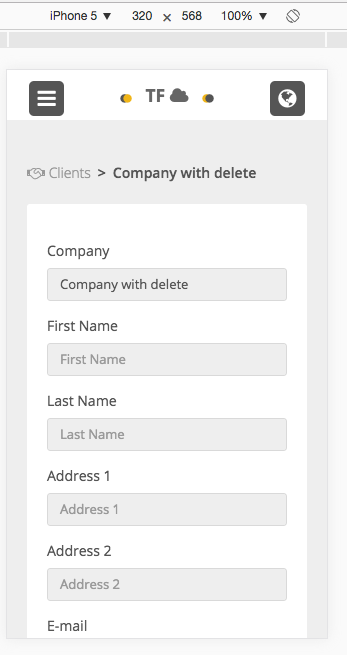 iPhone 5 ▼ 320 × 568 100% ▼
TF
Clients > Company with delete
Company
Company with delete
First Name
First Name
Last Name
Last Name
Address 1
Address 1
Address 2
Address 2
E-mail